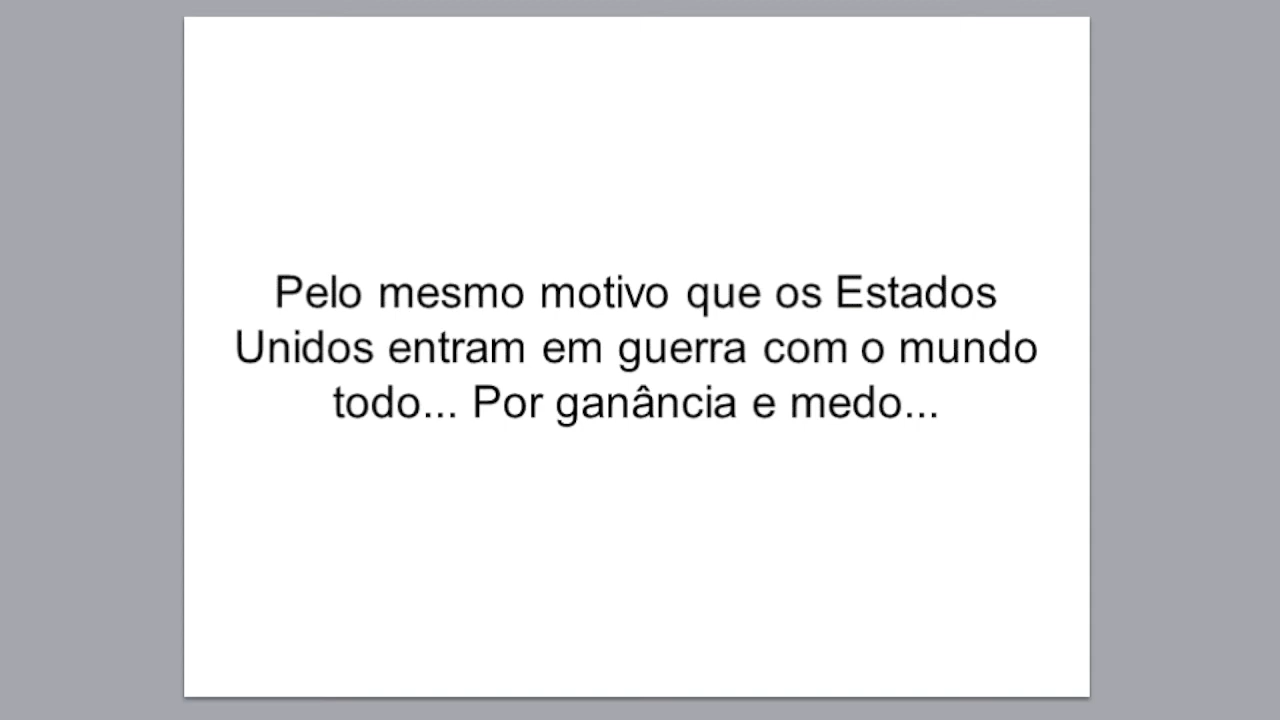 Pelo mesmo motivo que os Estados
Unidos entram em guerra com o mundo
todo... Por ganância e medo...